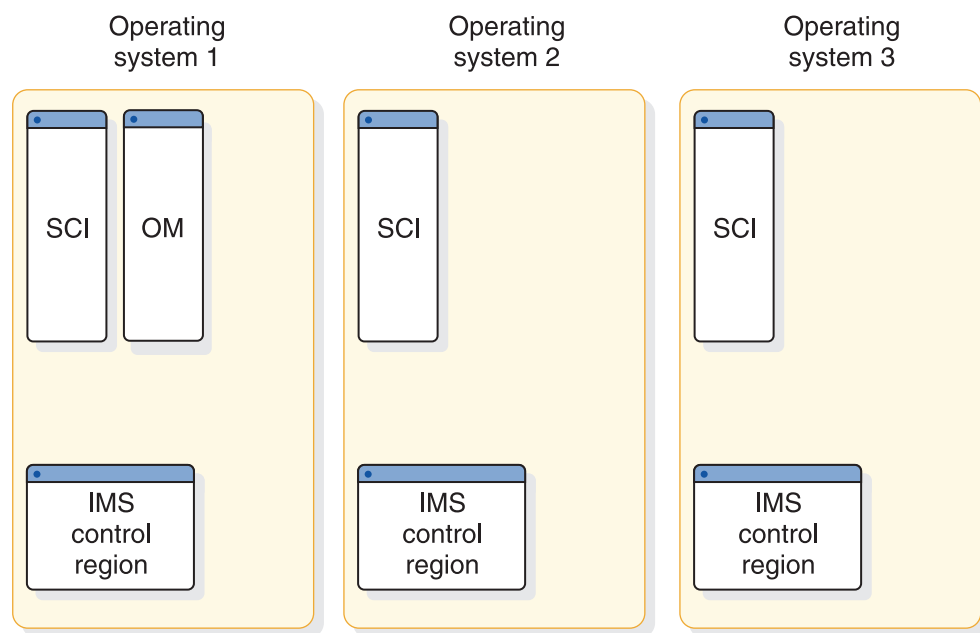 Operating
system 1
Operating
system 2
Operating
system 3
SCI
OM
SCI
SCI
IMS
control
region
IMS
control
region
IMS
control
region